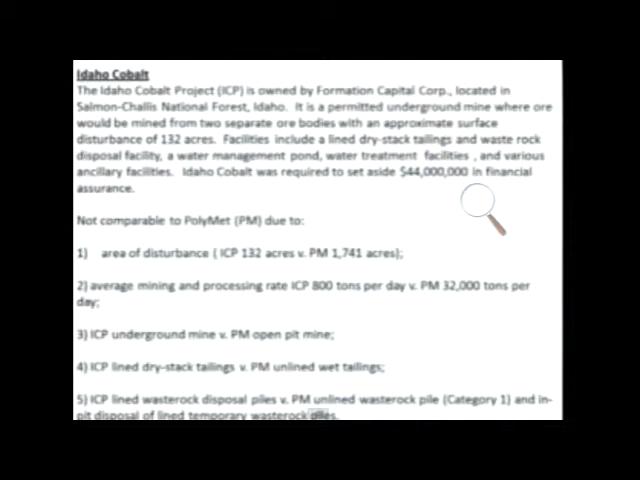 Idaho Cobalt
The Idaho Cobalt Project (ICP) is owned by Formation Capital Corp., located in
Salmon-Challis National Forest, Idaho. It is a permitted underground mine where ore
would be mined from two separate ore bodies with an approximate surface
disturbance of 132 acres. Facilities include a lined dry-stack tailings and waste rock
disposal facility, a water management pond, water treatment facilities , and various
ancillary facilities. Idaho Cobalt was required to set aside $44,000,000 in financial
assurance.
Not comparable to PolyMet (PM) due to:
1) area of disturbance ( ICP 132 acres v. PM 1,741 acres);
2) average mining and processing rate ICP 800 tons per day v. PM 32,000 tons per
day;
3) ICP underground mine v. PM open pit mine;
4) ICP lined dry-stack tailings v. PM unlined wet tailings;
5) ICP lined wasterock disposal piles v. PM unlined wasterock pile (Category 1) and in-
pit disposal of lined temporary wasterock piles.